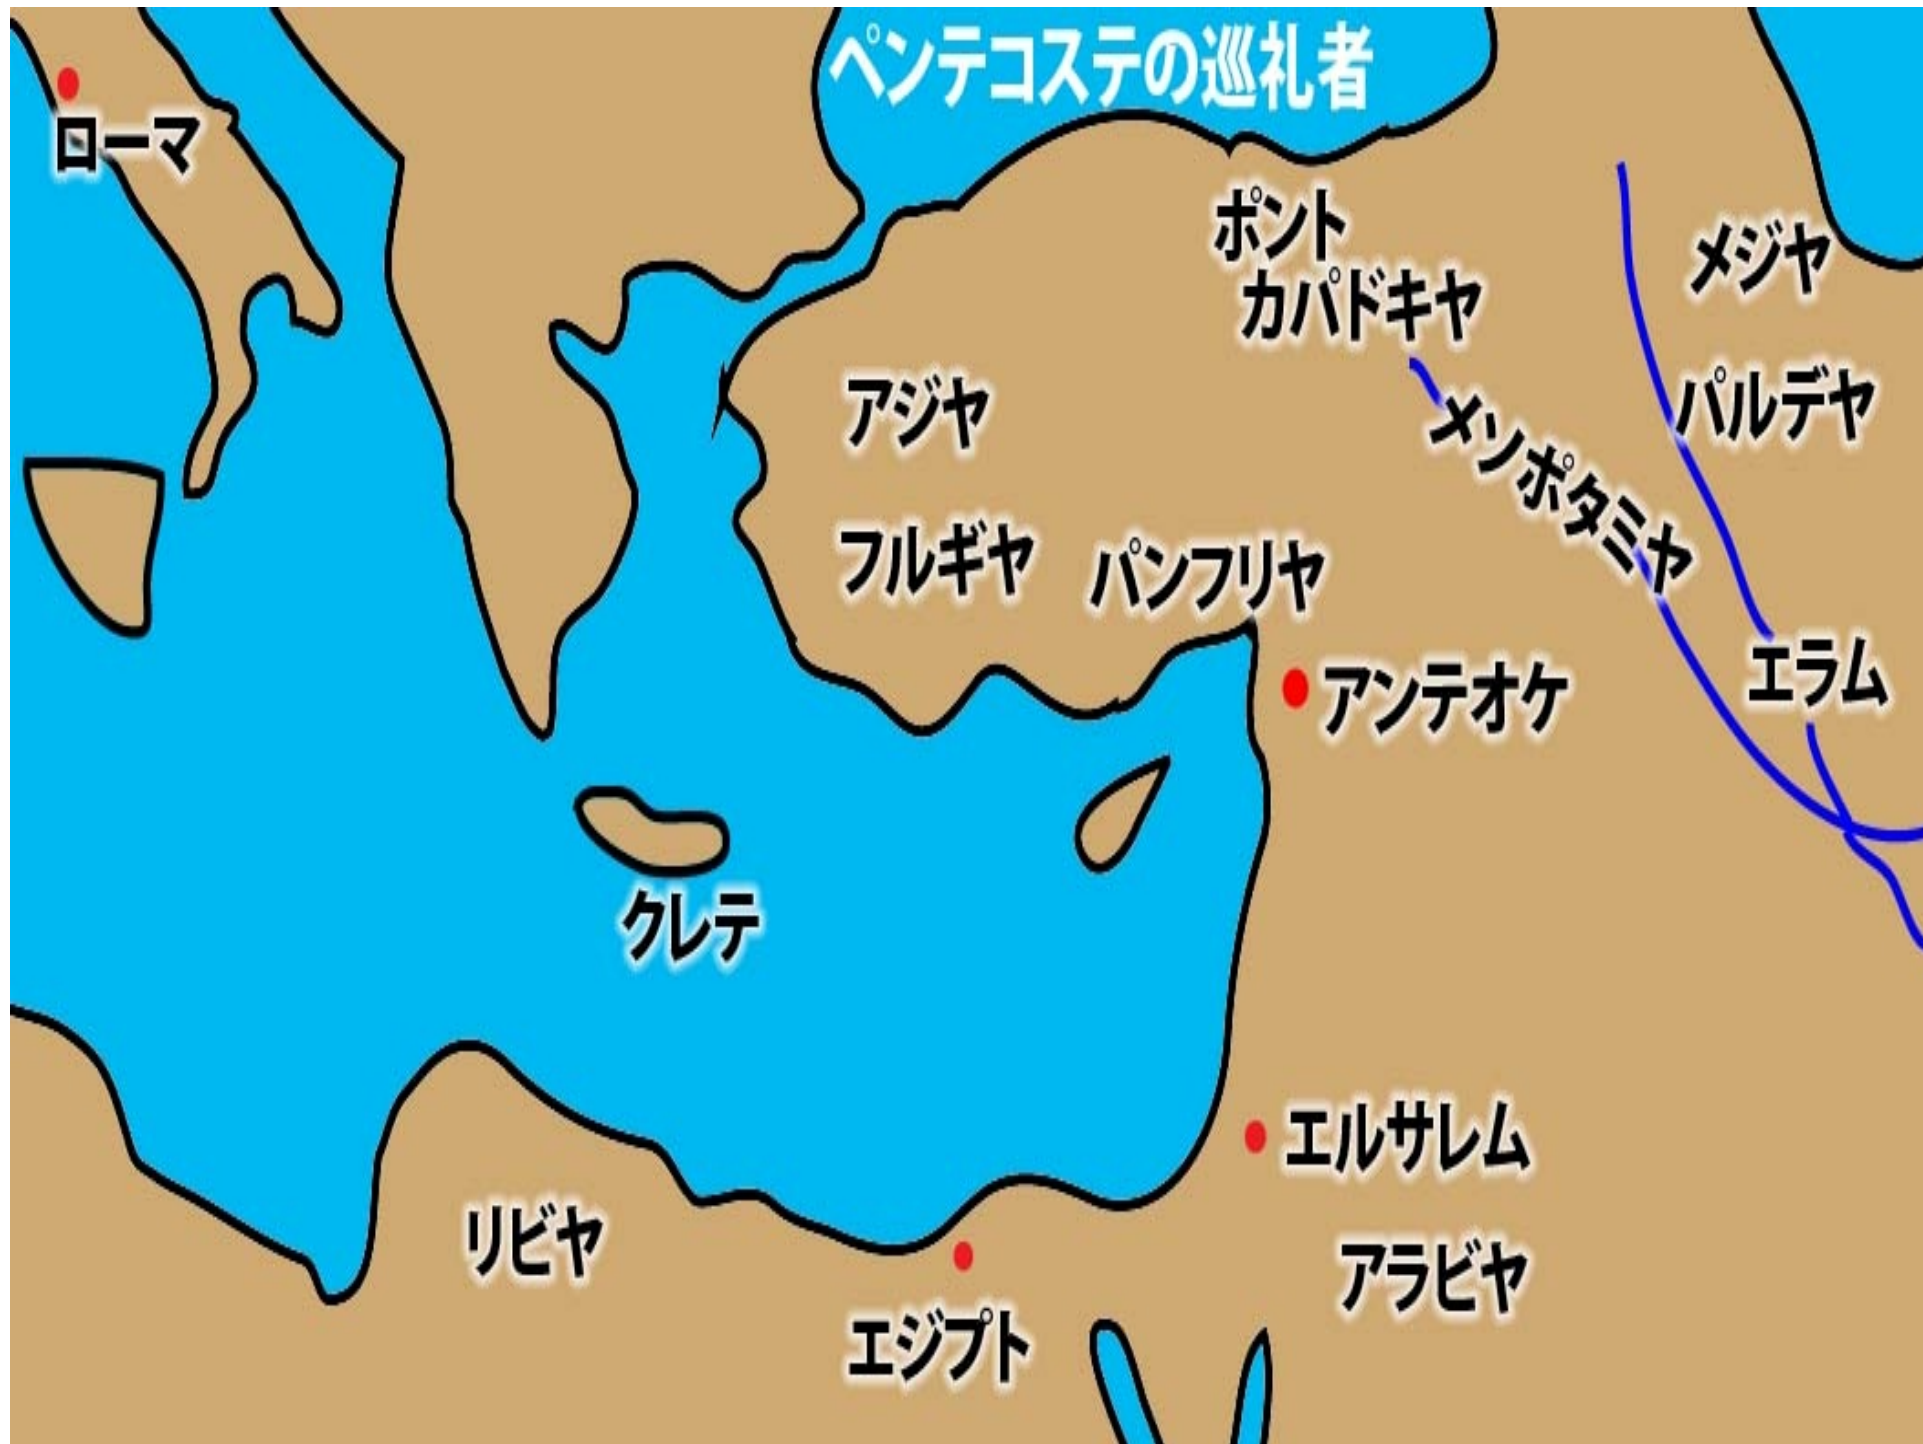 ペンテコステの巡礼者
ローマ
ポント
カパドキヤ
メジヤ
アジヤ
パルデヤ
メソポタミヤ
フルギヤ
パンフリヤ
エラム
アンテオケ
クレテ
エルサレム
リビヤ
アラビヤ
エジプト